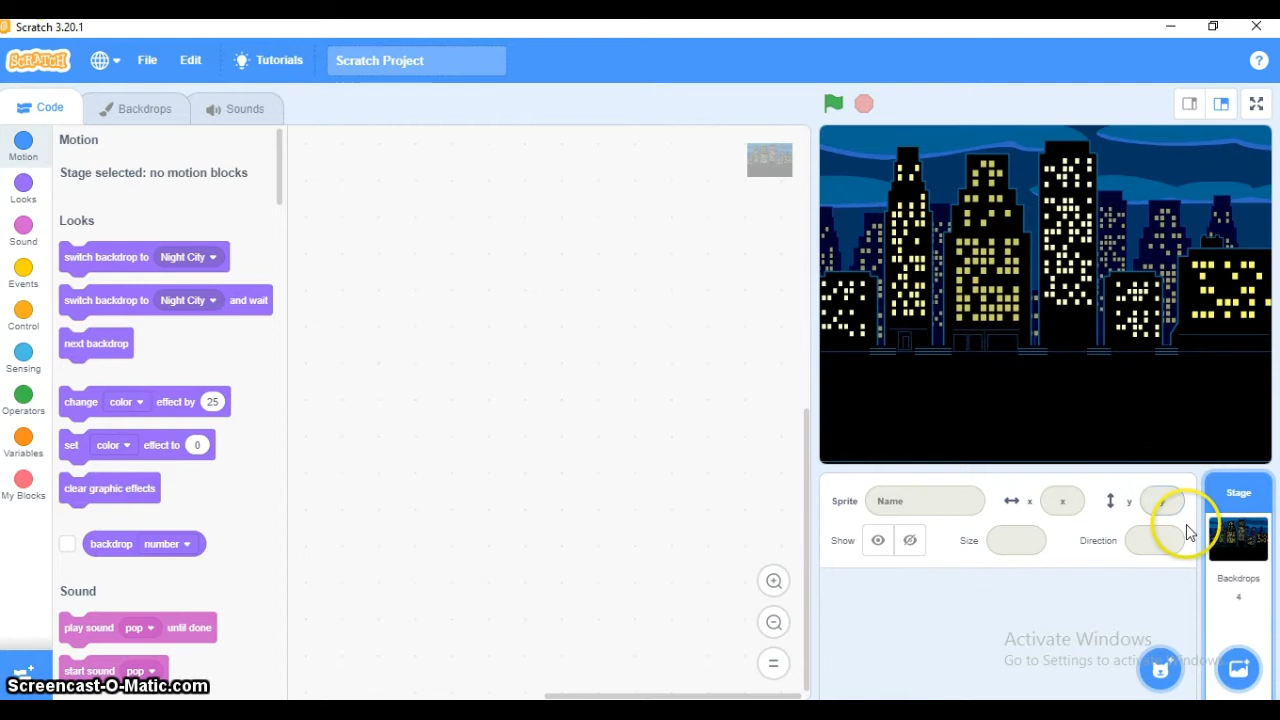 Scratch 3.20.1
SCRATCH
File
Edit
Tutorials
Scratch Project
?
Code
Backdrops
Sounds
Motion
Looks
Sound
Events
Control
Sensing
Operators
Variables
My Blocks
Motion
Stage selected: no motion blocks
Looks
switch backdrop to Night City
switch backdrop to Night City and wait
next backdrop
change color effect by 25
set color effect to 0
clear graphic effects
backdrop number
Sound
play sound pop until done
start sound pop
Sprite Name x x y y
Show Size Direction
Stage
Backdrops
4
Activate Windows
Go to Settings to activate Windows.
Screencast-O-Matic.com